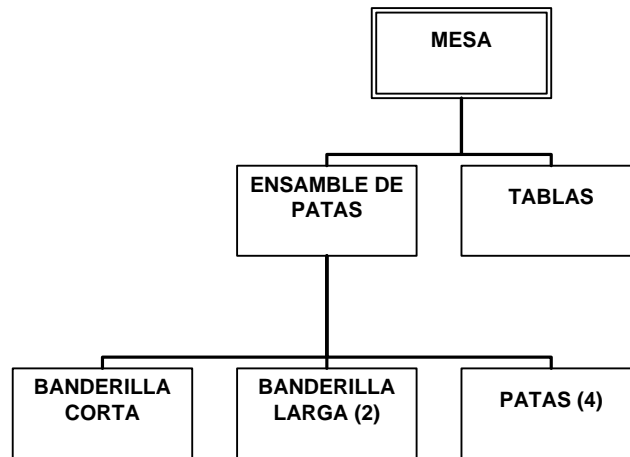 MESA
ENSAMBLE DE
PATAS
TABLAS
BANDERILLA
CORTA
BANDERILLA
LARGA (2)
PATAS (4)